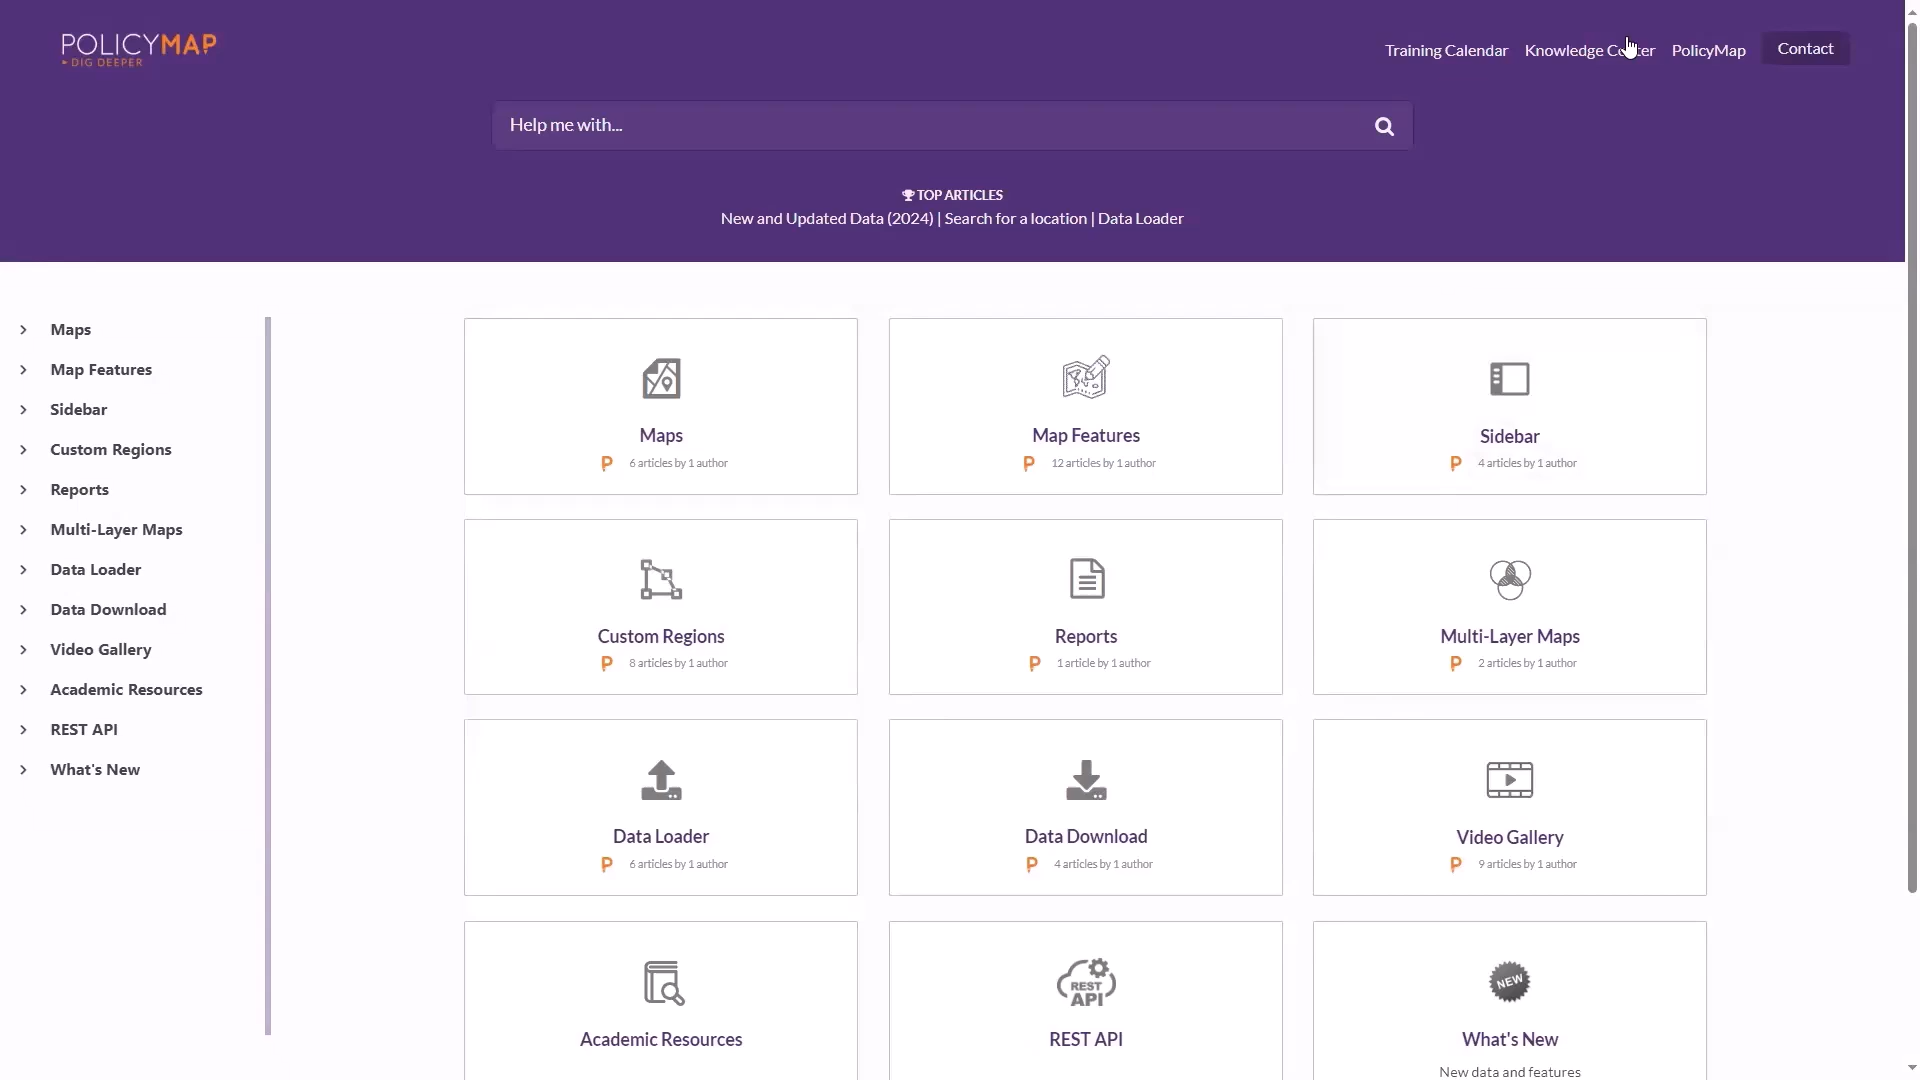 POLICYMAP
DIG DEEPER
Training Calendar
Knowledge Center
PolicyMap
Contact
Help me with...
TOP ARTICLES
New and Updated Data (2024) | Search for a location | Data Loader
Maps
Map Features
Sidebar
Custom Regions
Reports
Multi-Layer Maps
Data Loader
Data Download
Video Gallery
Academic Resources
REST API
What's New
Maps
6 articles by 1 author
Map Features
12 articles by 1 author
Sidebar
4 articles by 1 author
Custom Regions
8 articles by 1 author
Reports
1 article by 1 author
Multi-Layer Maps
2 articles by 1 author
Data Loader
6 articles by 1 author
Data Download
4 articles by 1 author
Video Gallery
9 articles by 1 author
Academic Resources
REST
API
REST API
NEW
What's New
New data and features